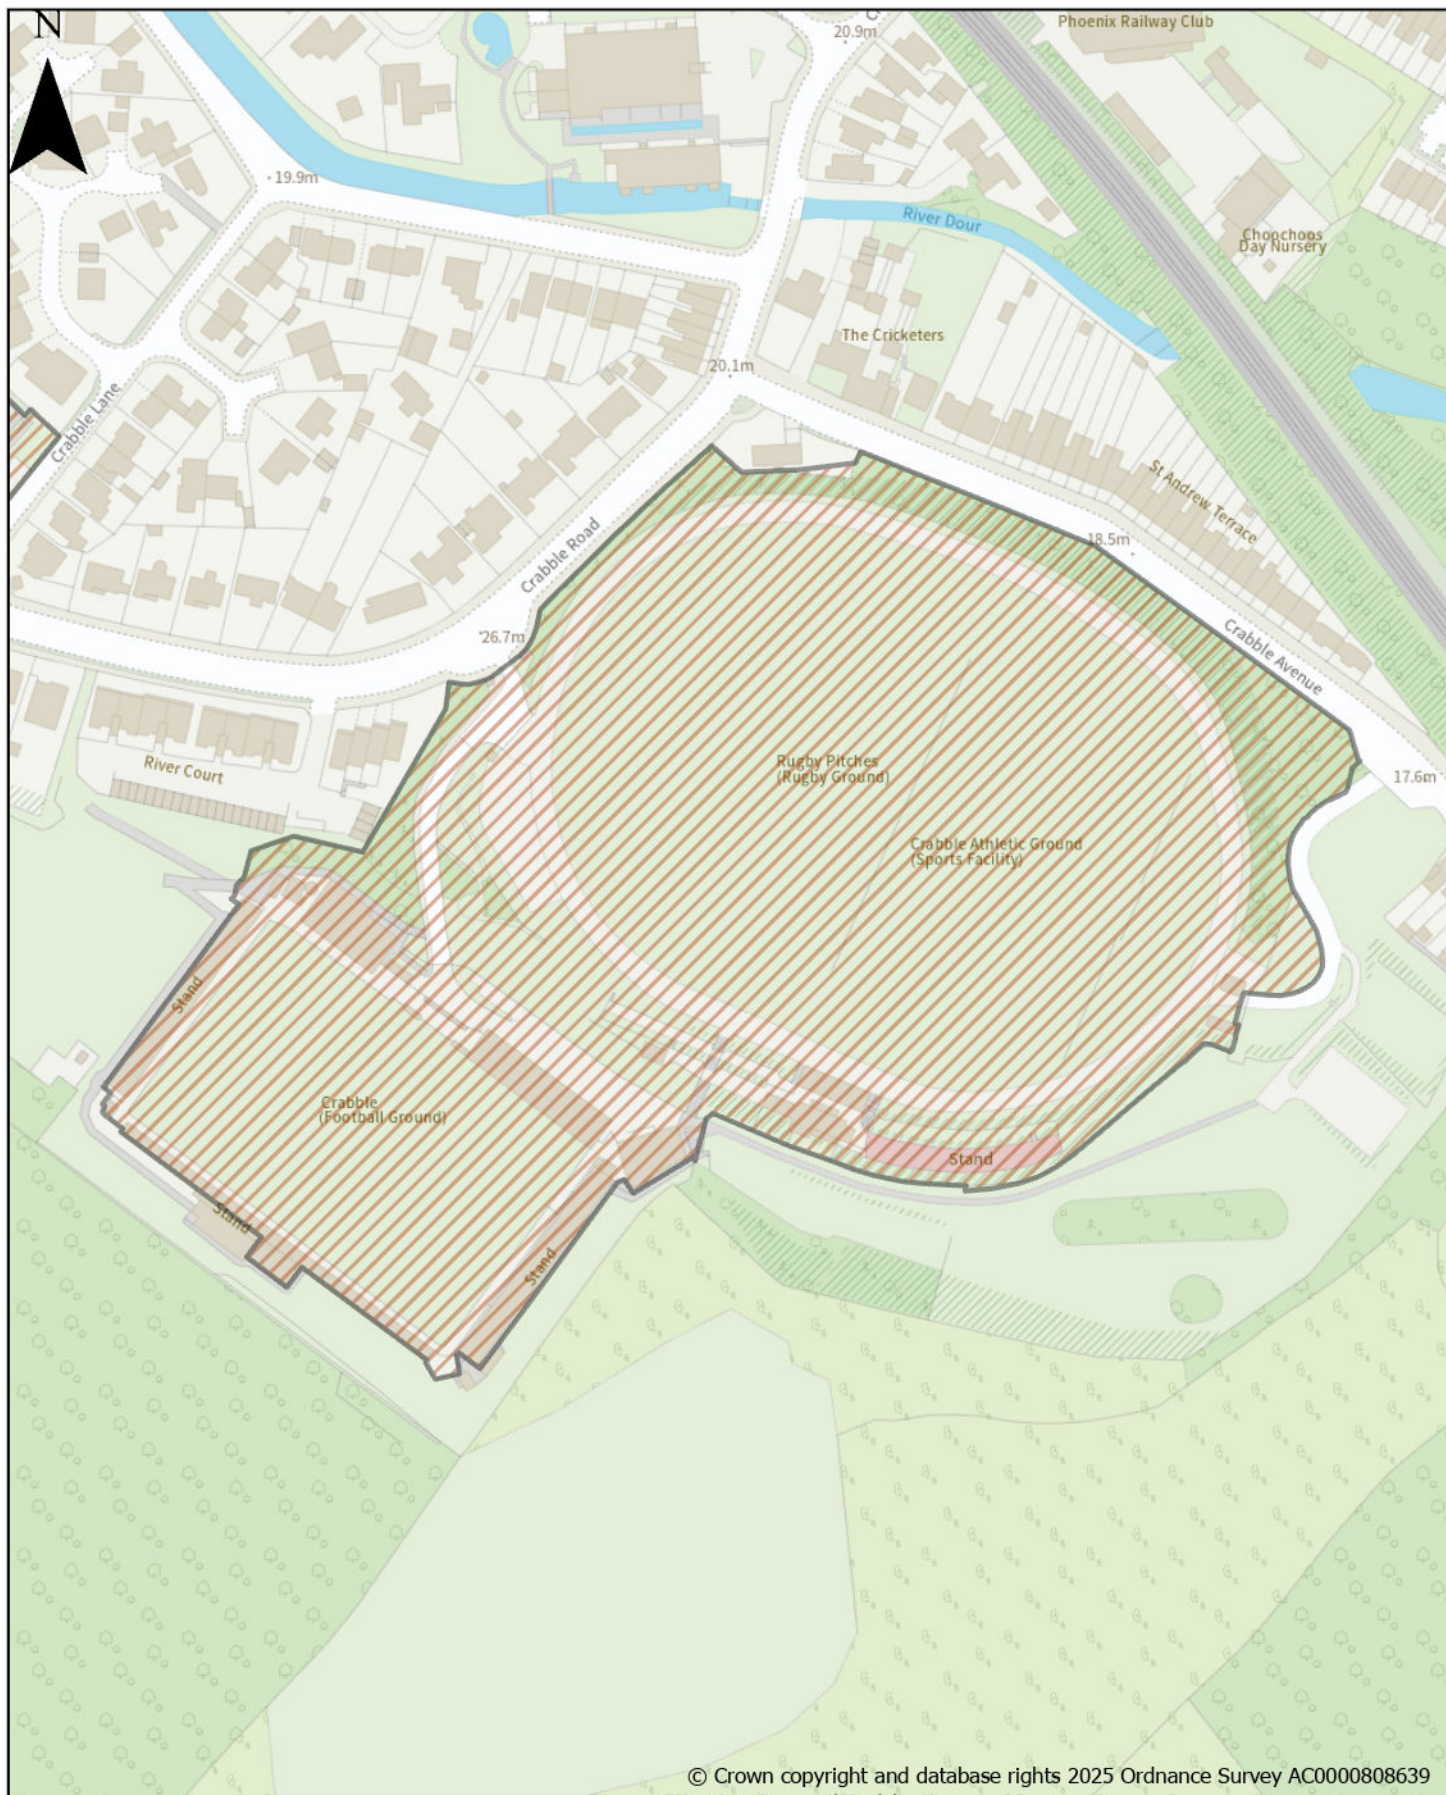 N
20.9m
Phoenix Railway Club
19.9m
River Dour
Choochoos
Day Nursery
The Cricketers
20.1m
Crabble Lane
St Andrew Terrace
18.5m
Crabble Road
26.7m
Crabble Avenue
River Court
Rugby Pitches
(Rugby Ground)
17.6m
Crabble Athletic Ground
(Sports Facility)
Stand
Crabble
(Football Ground)
Stand
Stand
Stand
© Crown copyright and database rights 2025 Ordnance Survey AC0000808639